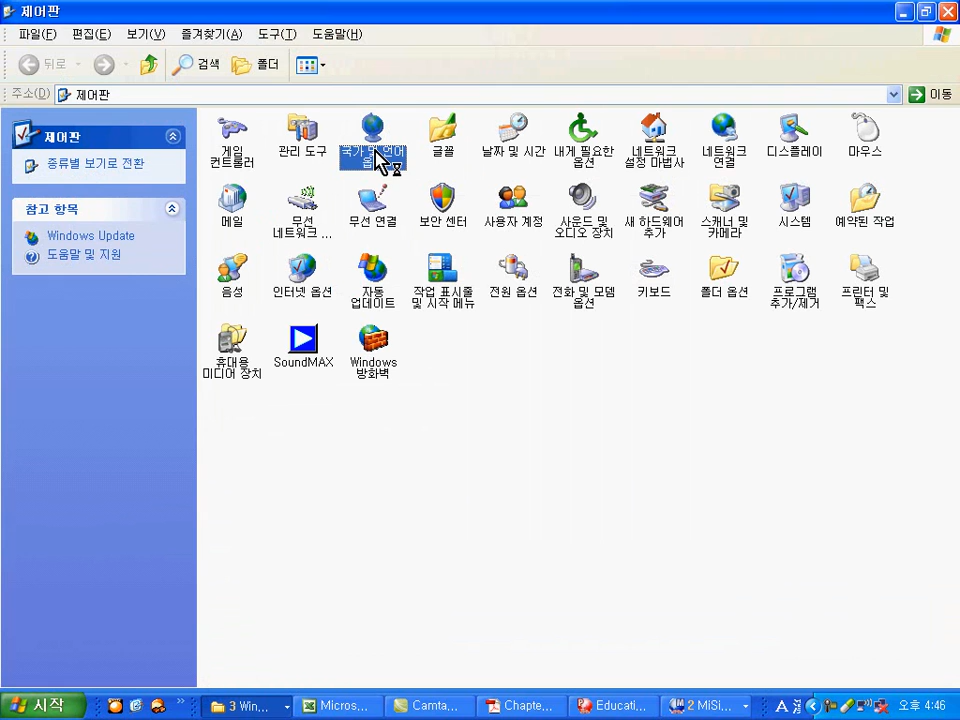 제어판
파일(F) 편집(E) 보기(V) 즐겨찾기(A) 도구(T) 도움말(H)
뒤로 검색 폴더
주소(D) 제어판 이동
제어판
종류별 보기로 전환
참고 항목
Windows Update
도움말 및 지원
게임
컨트롤러
관리 도구
국가 및 언어
글꼴
날짜 및 시간
내게 필요한
옵션
네트워크
설정 마법사
네트워크
연결
디스플레이
마우스
메일
무선
네트워크 ...
무선 연결
보안 센터
사용자 계정
사운드 및
오디오 장치
새 하드웨어
추가
스캐너 및
카메라
시스템
예약된 작업
음성
인터넷 옵션
자동
업데이트
작업 표시줄
및 시작 메뉴
전원 옵션
전화 및 모뎀
옵션
키보드
폴더 옵션
프로그램
추가/제거
프린터 및
팩스
휴대용
미디어 장치
SoundMAX
Windows
방화벽
시작 3 Win... Micros... Camta... Chapte... Educati... 2 MiSi... A 오후 4:46